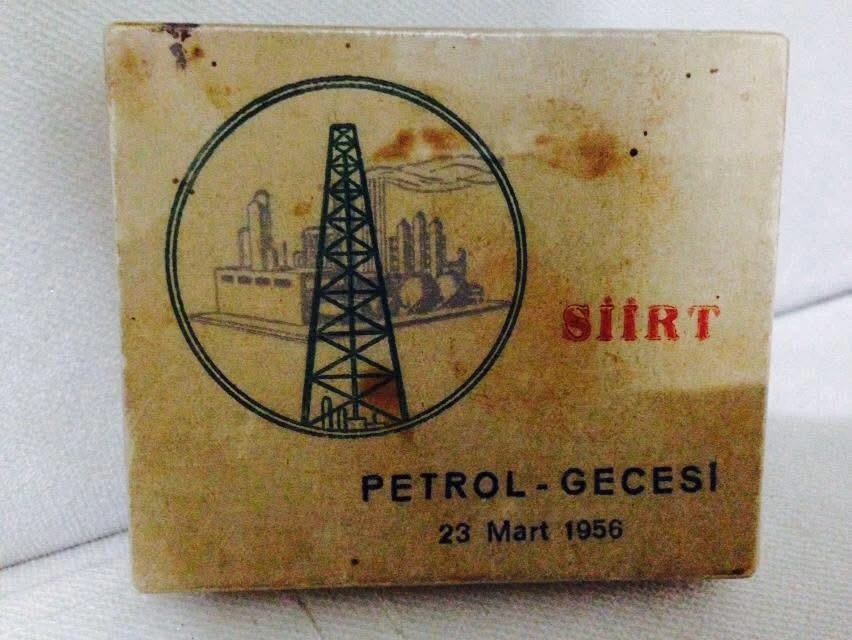 SİİRT
PETROL - GECESİ
23 Mart 1956